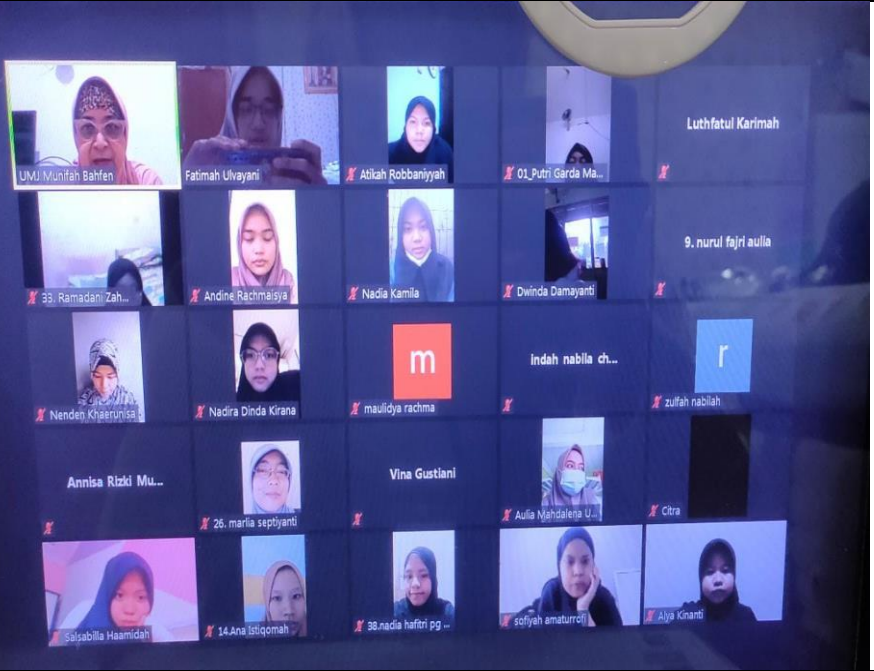 UMJ Munifah Bahfen
Fatimah Ulvayani
Atikah Robbaniyyah
01_Putri Garda Ma...
Luthfatul Karimah
33. Ramadani Zah...
Andine Rachmaisya
Nadia Kamila
Dwinda Damayanti
9. nurul fajri aulia
Nenden Khaerunisa
Nadira Dinda Kirana
m
maulidya rachma
indah nabila ch...
r
zulfah nabilah
Annisa Rizki Mu...
26. marlia septiyanti
Vina Gustiani
Aulia Mahdalena U...
Citra
Salsabilla Haamidah
14.Ana Istiqomah
38.nadia hafitri pg ...
sofiyah amaturrofi
Alya Kinanti